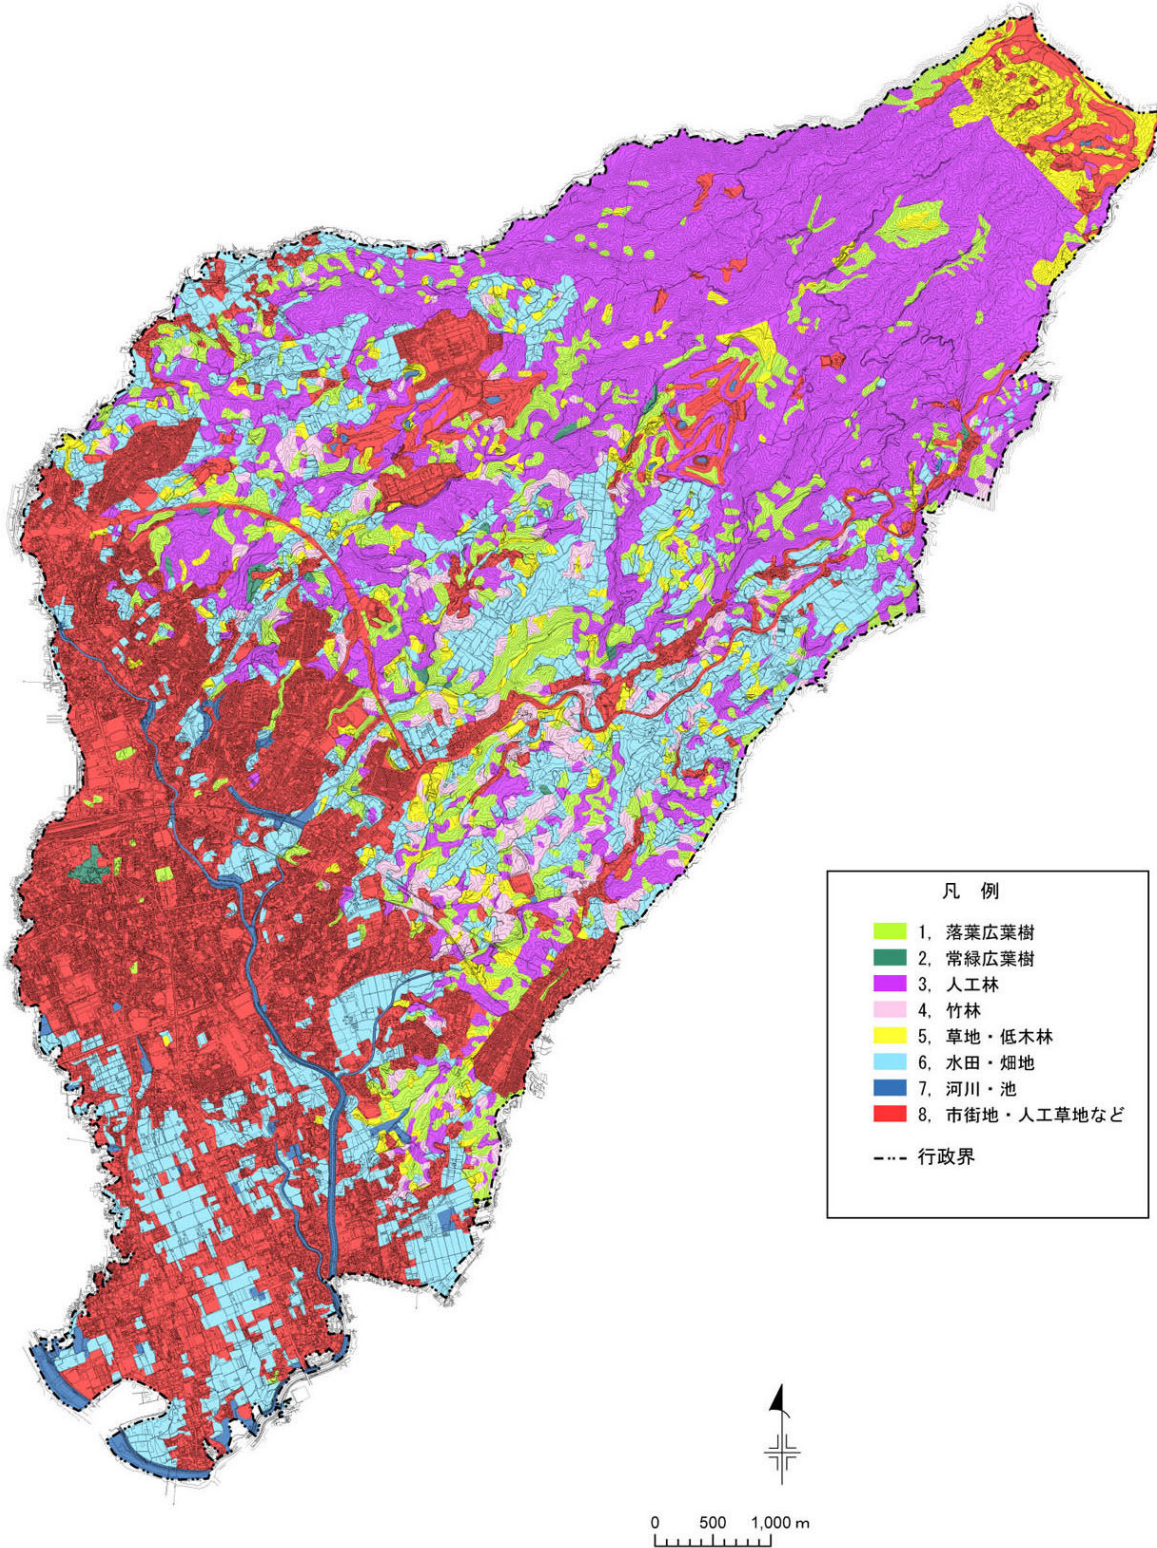 凡 例
1, 落葉広葉樹
2, 常緑広葉樹
3, 人工林
4, 竹林
5, 草地・低木林
6, 水田・畑地
7, 河川・池
8, 市街地・人工草地など
行政界
0 500 1,000 m